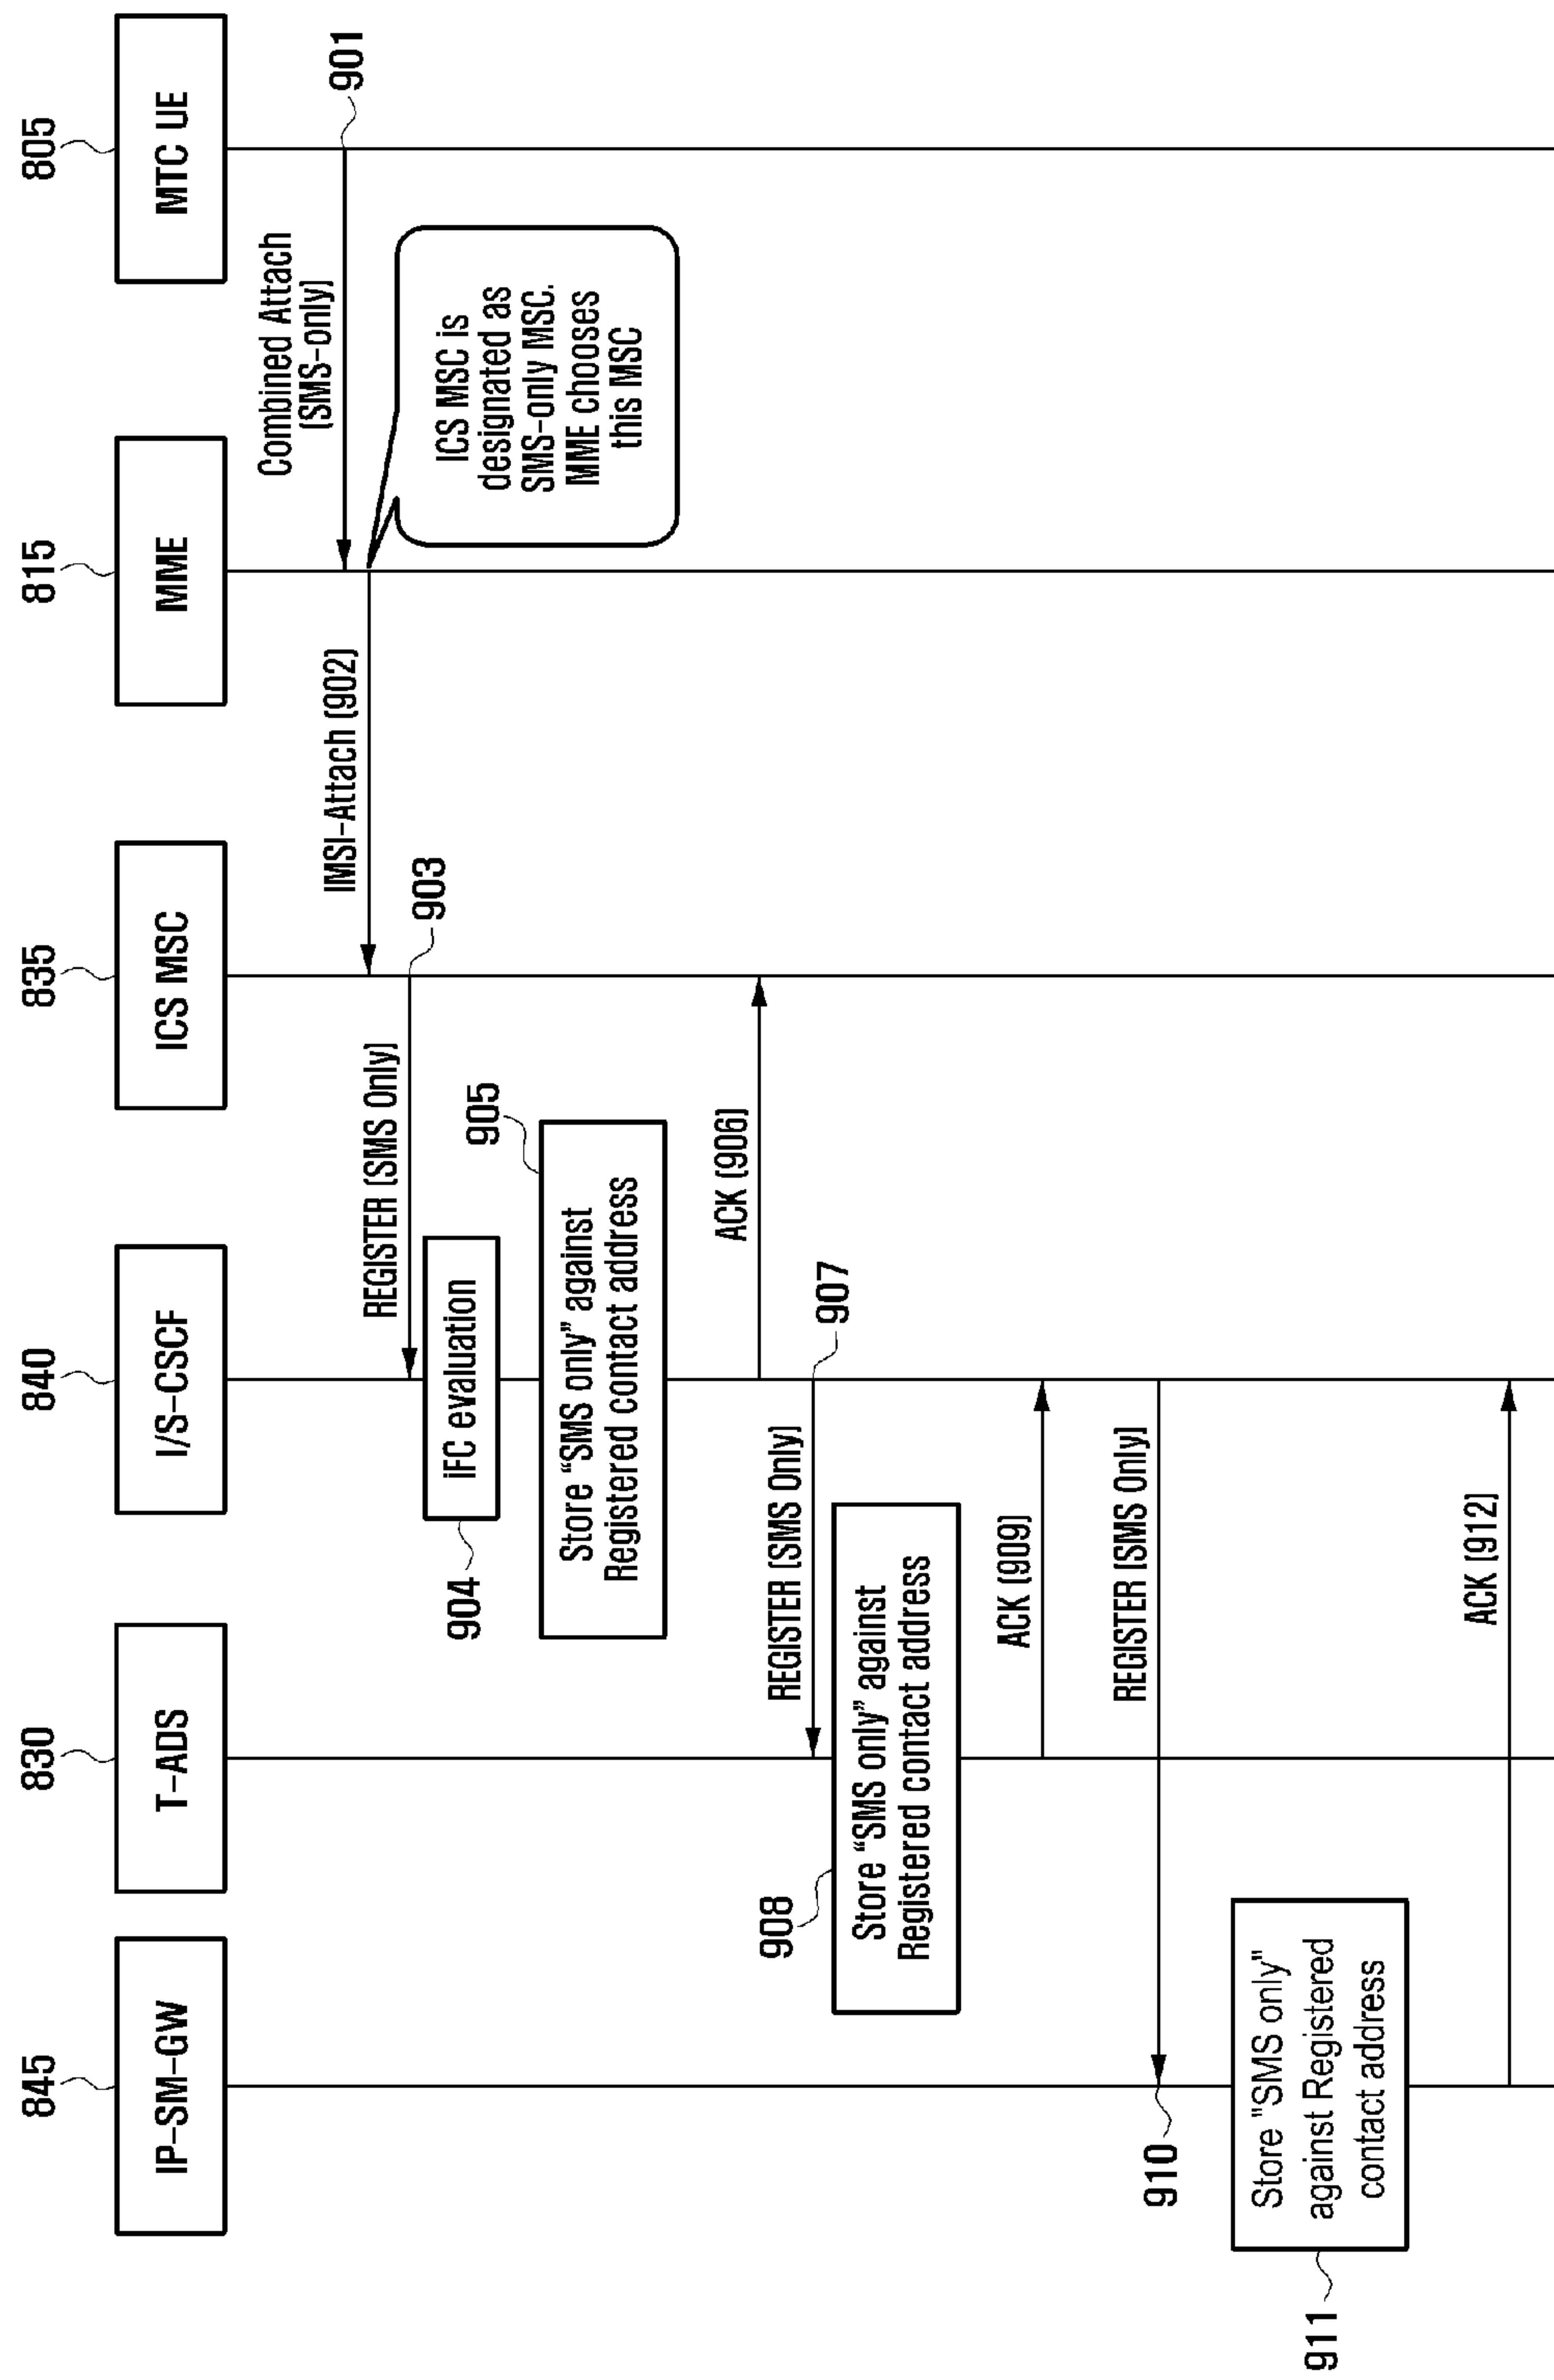 845
830
840
835
815
805
IP-SM-GW
T-ADS
I/S-CSCF
ICS MSC
MME
MTC UE
Combined Attach
(SMS-only)
901
IMSI-Attach (902)
ICS MSC is
designated as
SMS-only MSC.
MME chooses
this MSC
REGISTER (SMS Only)
903
904
iFC evaluation
905
Store “SMS only” against
Registered contact address
ACK (906)
REGISTER (SMS Only)
907
908
Store “SMS only” against
Registered contact address
ACK (909)
REGISTER (SMS Only)
910
911
Store "SMS only"
against Registered
contact address
ACK (912)